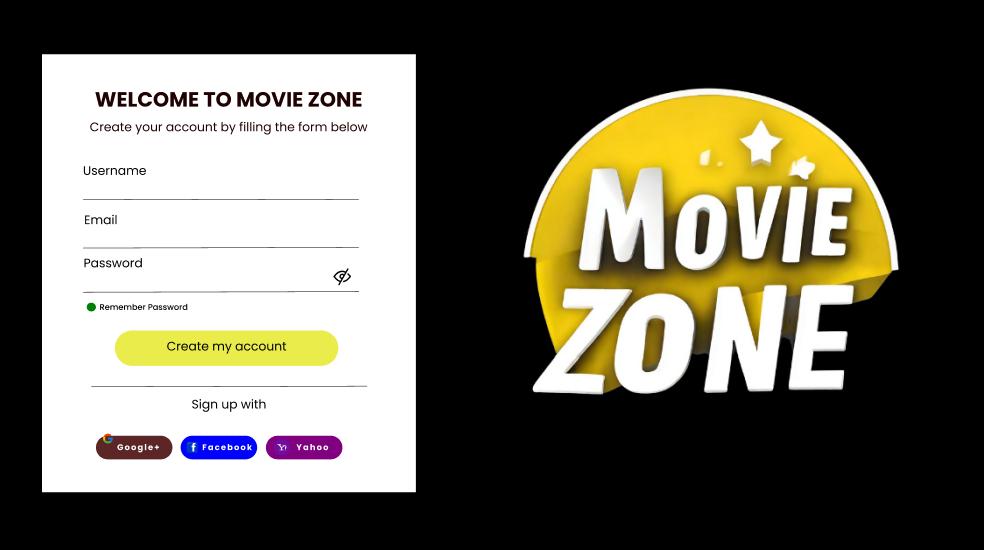 WELCOME TO MOVIE ZONE
Create your account by filling the form below
Username
Email
Password
Remember Password
Create my account
Sign up with
Google+
Facebook
Yahoo
MOVIE
ZONE